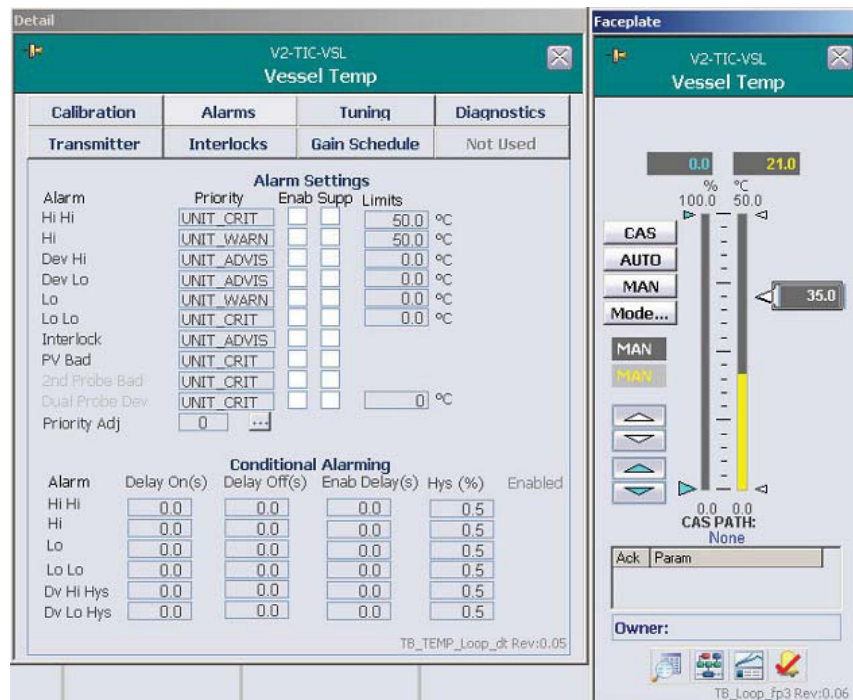 Detail
V2-TIC-VSL
Vessel Temp
Calibration Alarms Tuning Diagnostics
Transmitter Interlocks Gain Schedule Not Used
Alarm Settings
Alarm Priority Enab Supp Limits
Hi Hi UNIT_CRIT 50.0 °C
Hi UNIT_WARN 50.0 °C
Dev Hi UNIT_ADVIS 0.0 °C
Dev Lo UNIT_ADVIS 0.0 °C
Lo UNIT_WARN 0.0 °C
Lo Lo UNIT_CRIT 0.0 °C
Interlock UNIT_ADVIS
PV Bad UNIT_CRIT
2nd Probe Bad UNIT_CRIT
Dual Probe Dev UNIT_CRIT 0 °C
Priority Adj 0 ...
Conditional Alarming
Alarm Delay On(s) Delay Off(s) Enab Delay(s) Hys (%) Enabled
Hi Hi 0.0 0.0 0.0 0.5
Hi 0.0 0.0 0.0 0.5
Lo 0.0 0.0 0.0 0.5
Lo Lo 0.0 0.0 0.0 0.5
Dv Hi Hys 0.0 0.0 0.0 0.5
Dv Lo Hys 0.0 0.0 0.0 0.5
TB_TEMP_Loop_dt Rev:0.05
Faceplate
V2-TIC-VSL
Vessel Temp
0.0 21.0
% °C
100.0 50.0
CAS
AUTO
MAN
35.0
Mode...
MAN
MAN
0.0 0.0
CAS PATH:
None
Ack Param
Owner:
TB_Loop_fp3 Rev:0.06